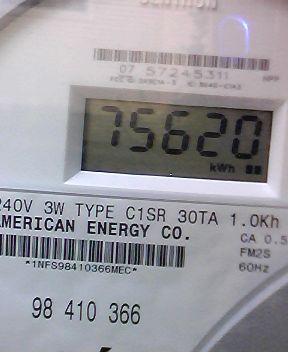 07 57245311
75620
kWh
240V 3W TYPE C1SR 30TA 1.0Kh
AMERICAN ENERGY CO.
CA 0.5
FM2S
60Hz
*1NFS98410366MEC*
98 410 366